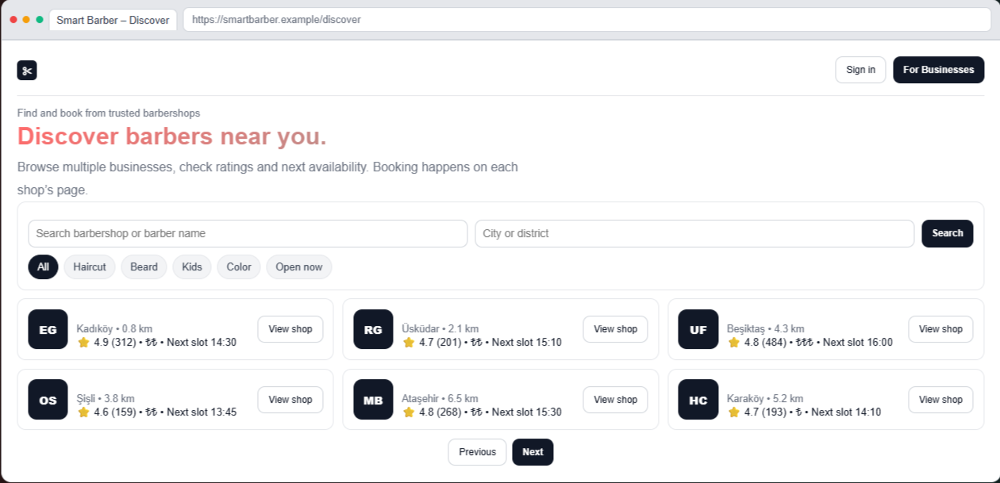 Smart Barber – Discover
https://smartbarber.example/discover
Sign in
For Businesses
Find and book from trusted barbershops
Discover barbers near you.
Browse multiple businesses, check ratings and next availability. Booking happens on each
shop's page.
Search barbershop or barber name
City or district
Search
All
Haircut
Beard
Kids
Color
Open now
EG
Kadıköy • 0.8 km
4.9 (312) • ₺₺ • Next slot 14:30
View shop
RG
Üsküdar • 2.1 km
4.7 (201) • ₺₺ • Next slot 15:10
View shop
UF
Beşiktaş • 4.3 km
4.8 (484) • ₺₺₺ • Next slot 16:00
View shop
OS
Şişli • 3.8 km
4.6 (159) • ₺₺ • Next slot 13:45
View shop
MB
Ataşehir • 6.5 km
4.8 (268) • ₺₺ • Next slot 15:30
View shop
HC
Karaköy • 5.2 km
4.7 (193) • ₺ • Next slot 14:10
View shop
Previous
Next